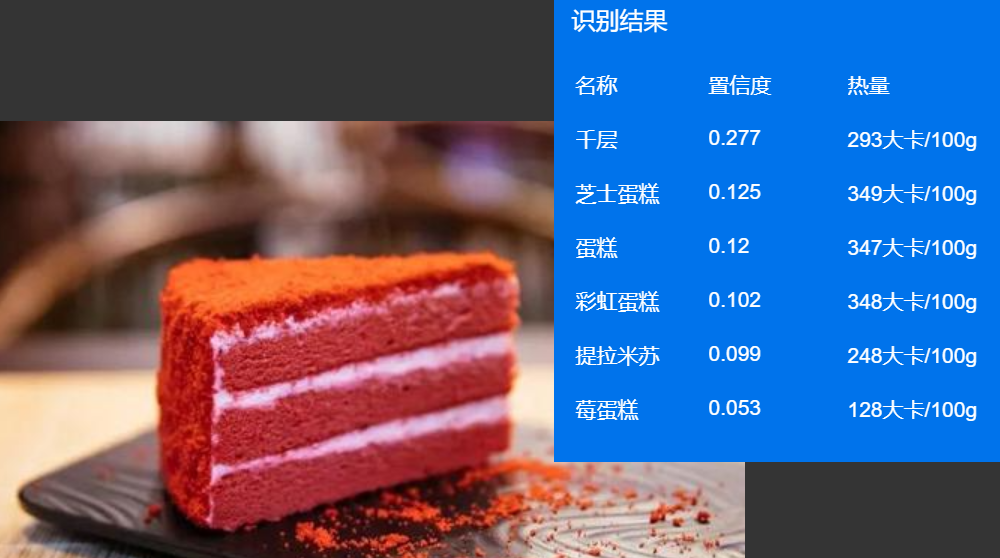 识别结果
名称 置信度 热量
千层 0.277 293大卡/100g
芝士蛋糕 0.125 349大卡/100g
蛋糕 0.12 347大卡/100g
彩虹蛋糕 0.102 348大卡/100g
提拉米苏 0.099 248大卡/100g
莓蛋糕 0.053 128大卡/100g